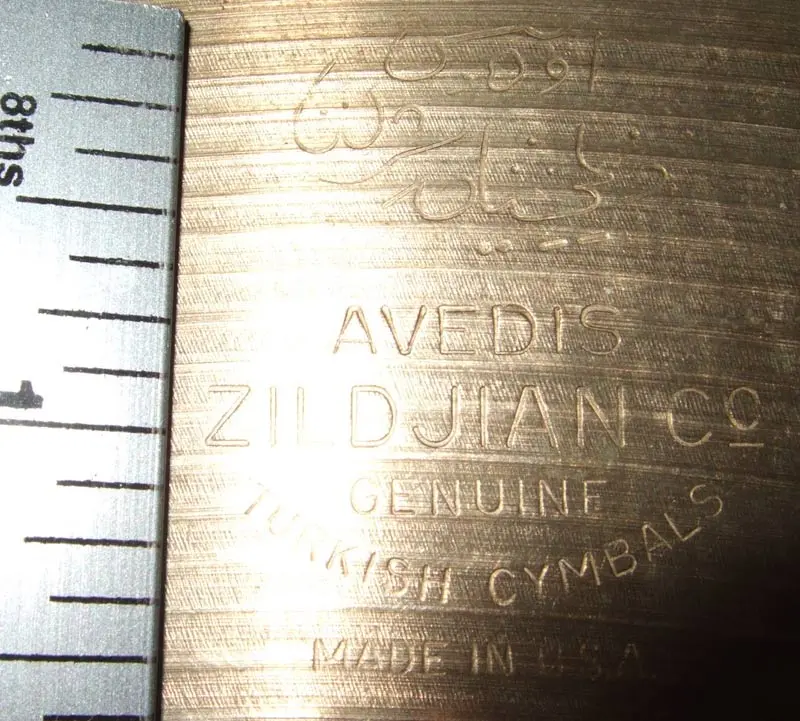 8ths
1
AVEDIS
ZILDJIAN Co
GENUINE
TURKISH CYMBALS
MADE IN U.S.A.